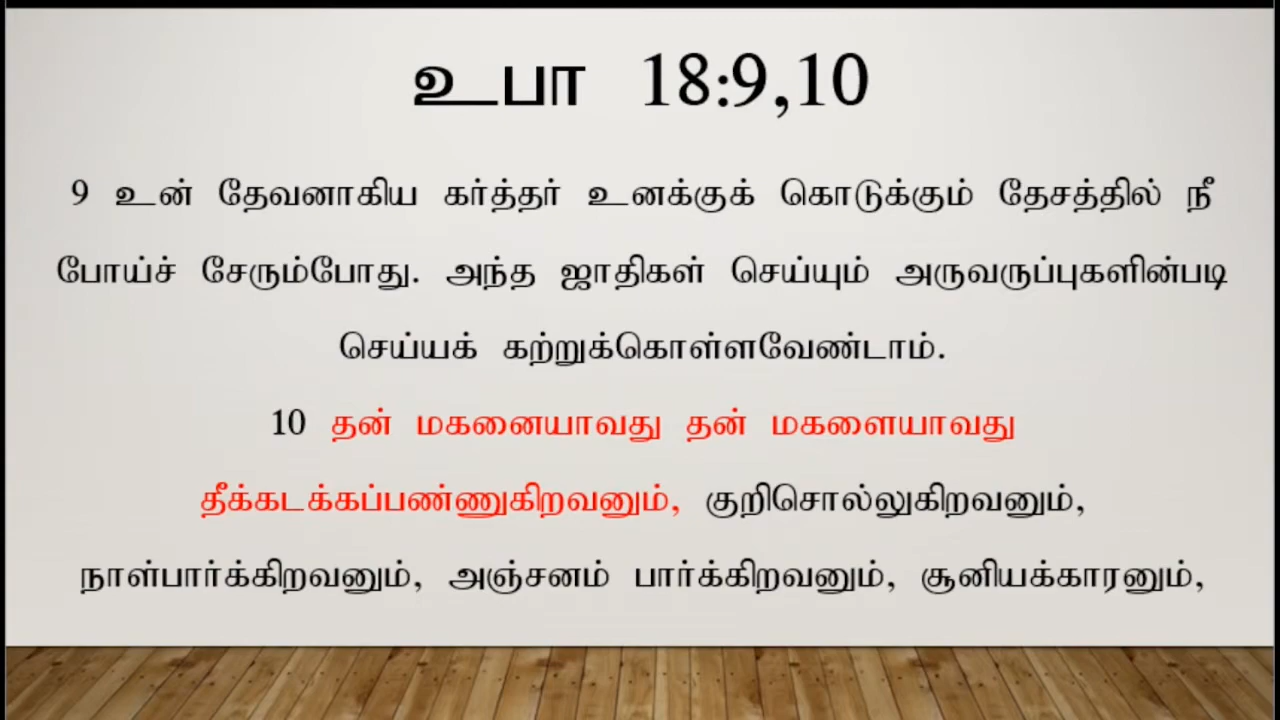 உபா 18:9,10
9 உன் தேவனாகிய கர்த்தர் உனக்குக் கொடுக்கும் தேசத்தில் நீ
போய்ச் சேரும்போது. அந்த ஜாதிகள் செய்யும் அருவருப்புகளின்படி
செய்யக் கற்றுக்கொள்ளவேண்டாம்.
10 தன் மகனையாவது தன் மகளையாவது
தீக்கடக்கப்பண்ணுகிறவனும், குறிசொல்லுகிறவனும்,
நாள்பார்க்கிறவனும், அஞ்சனம் பார்க்கிறவனும், சூனியக்காரனும்,